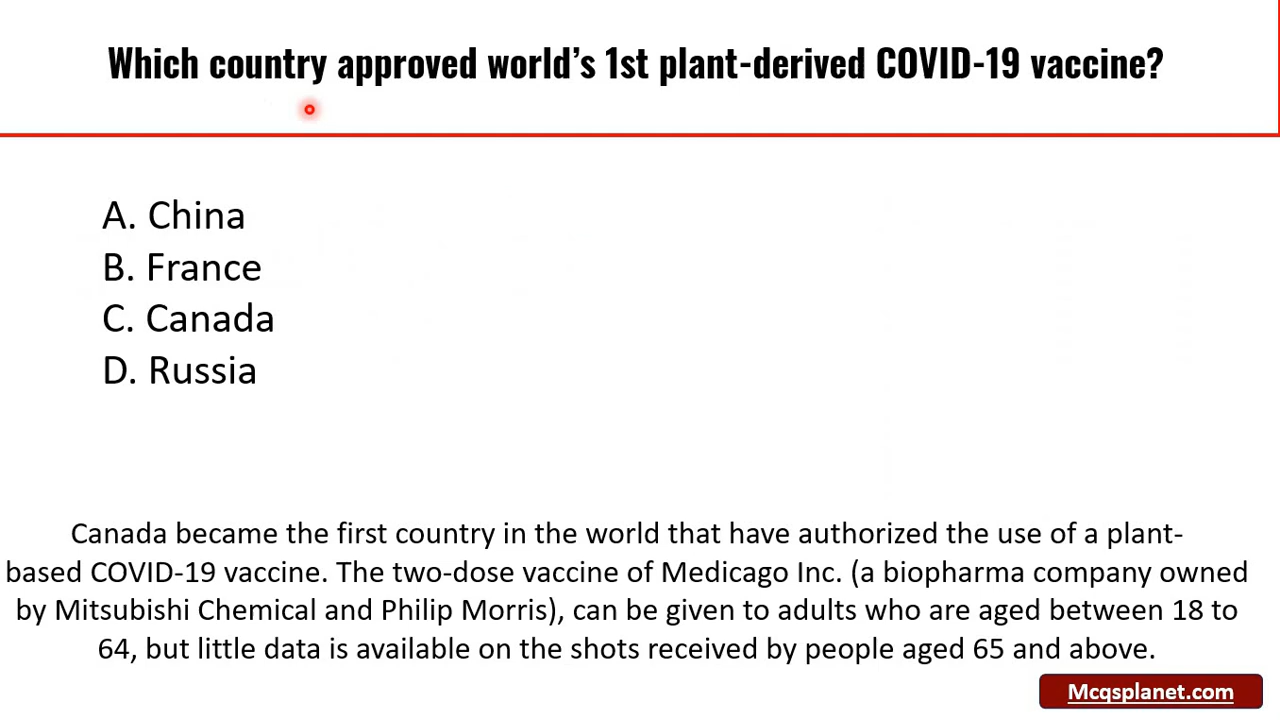 Which country approved world’s 1st plant-derived COVID-19 vaccine?
A. China
B. France
C. Canada
D. Russia
Canada became the first country in the world that have authorized the use of a plant-
based COVID-19 vaccine. The two-dose vaccine of Medicago Inc. (a biopharma company owned
by Mitsubishi Chemical and Philip Morris), can be given to adults who are aged between 18 to
64, but little data is available on the shots received by people aged 65 and above.
Mcqsplanet.com